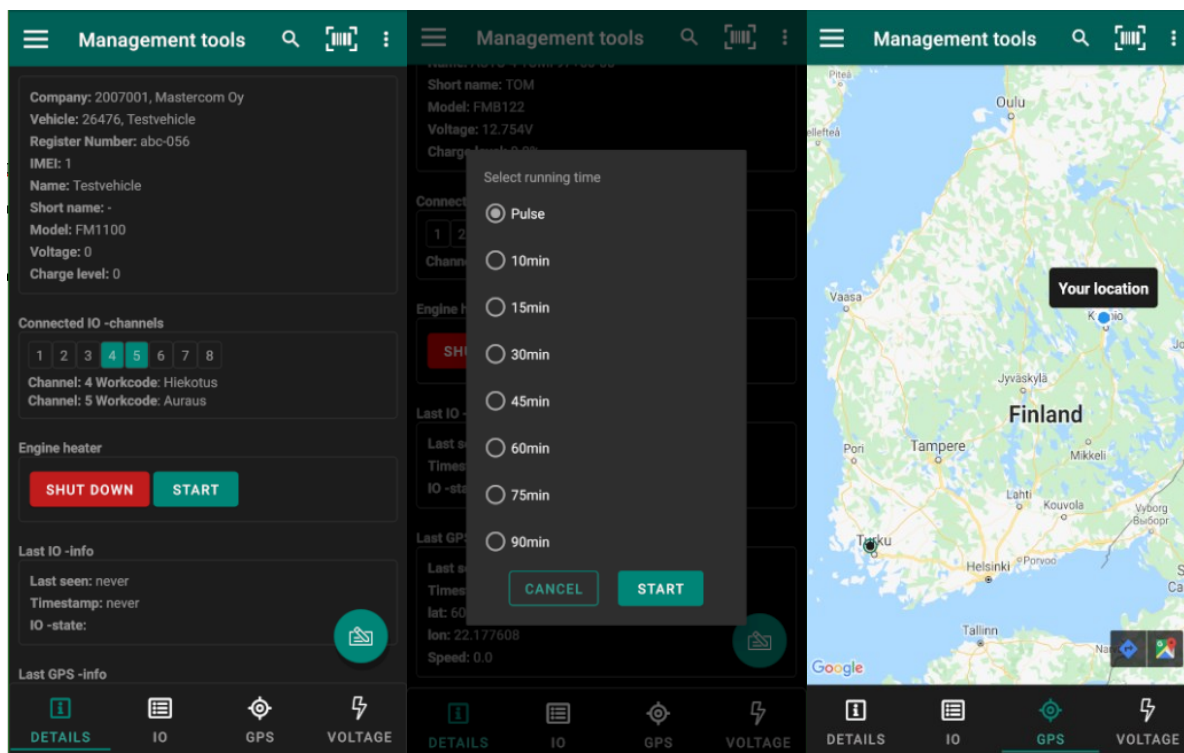 Management tools
Company: 2007001, Mastercom Oy
Vehicle: 26476, Testvehicle
Register Number: abc-056
IMEI: 1
Name: Testvehicle
Short name: -
Model: FM1100
Voltage: 0
Charge level: 0
Connected IO -channels
1 2 3 4 5 6 7 8
Channel: 4 Workcode: Hiekotus
Channel: 5 Workcode: Auraus
Engine heater
SHUT DOWN START
Last IO -info
Last seen: never
Timestamp: never
IO -state:
Last GPS -info
DETAILS IO GPS VOLTAGE
Management tools
Short name: TOM
Model: FMB122
Voltage: 12.754V
Select running time
Pulse
10min
15min
30min
45min
60min
75min
90min
CANCEL START
lon: 22.177608
Speed: 0.0
DETAILS IO GPS VOLTAGE
Management tools
Piteå
Oulu
Your location
Vaasa
Jyväskylä
Finland
Pori
Tampere
Mikkeli
Lahti
Kouvola
Vyborg
Выборг
Turku
Helsinki
Porvoo
Tallinn
Google
DETAILS IO GPS VOLTAGE